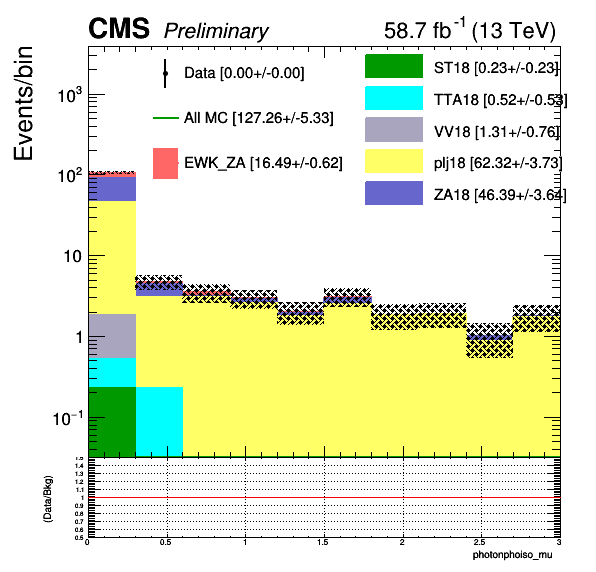 CMS Preliminary 58.7 fb⁻¹ (13 TeV)
Events/bin
Data [0.00+/-0.00]
All MC [127.26+/-5.33]
EWK_ZA [16.49+/-0.62]
ST18 [0.23+/-0.23]
TTA18 [0.52+/-0.53]
VV18 [1.31+/-0.76]
plj18 [62.32+/-3.73]
ZA18 [46.39+/-3.64]
10³
10²
10
1
10⁻¹
(Data/Bkg)
1.5
1.4
1.3
1.2
1.1
1
0.9
0.8
0.7
0.6
0.5
0 0.5 1 1.5 2 2.5 3
photonphoiso_mu